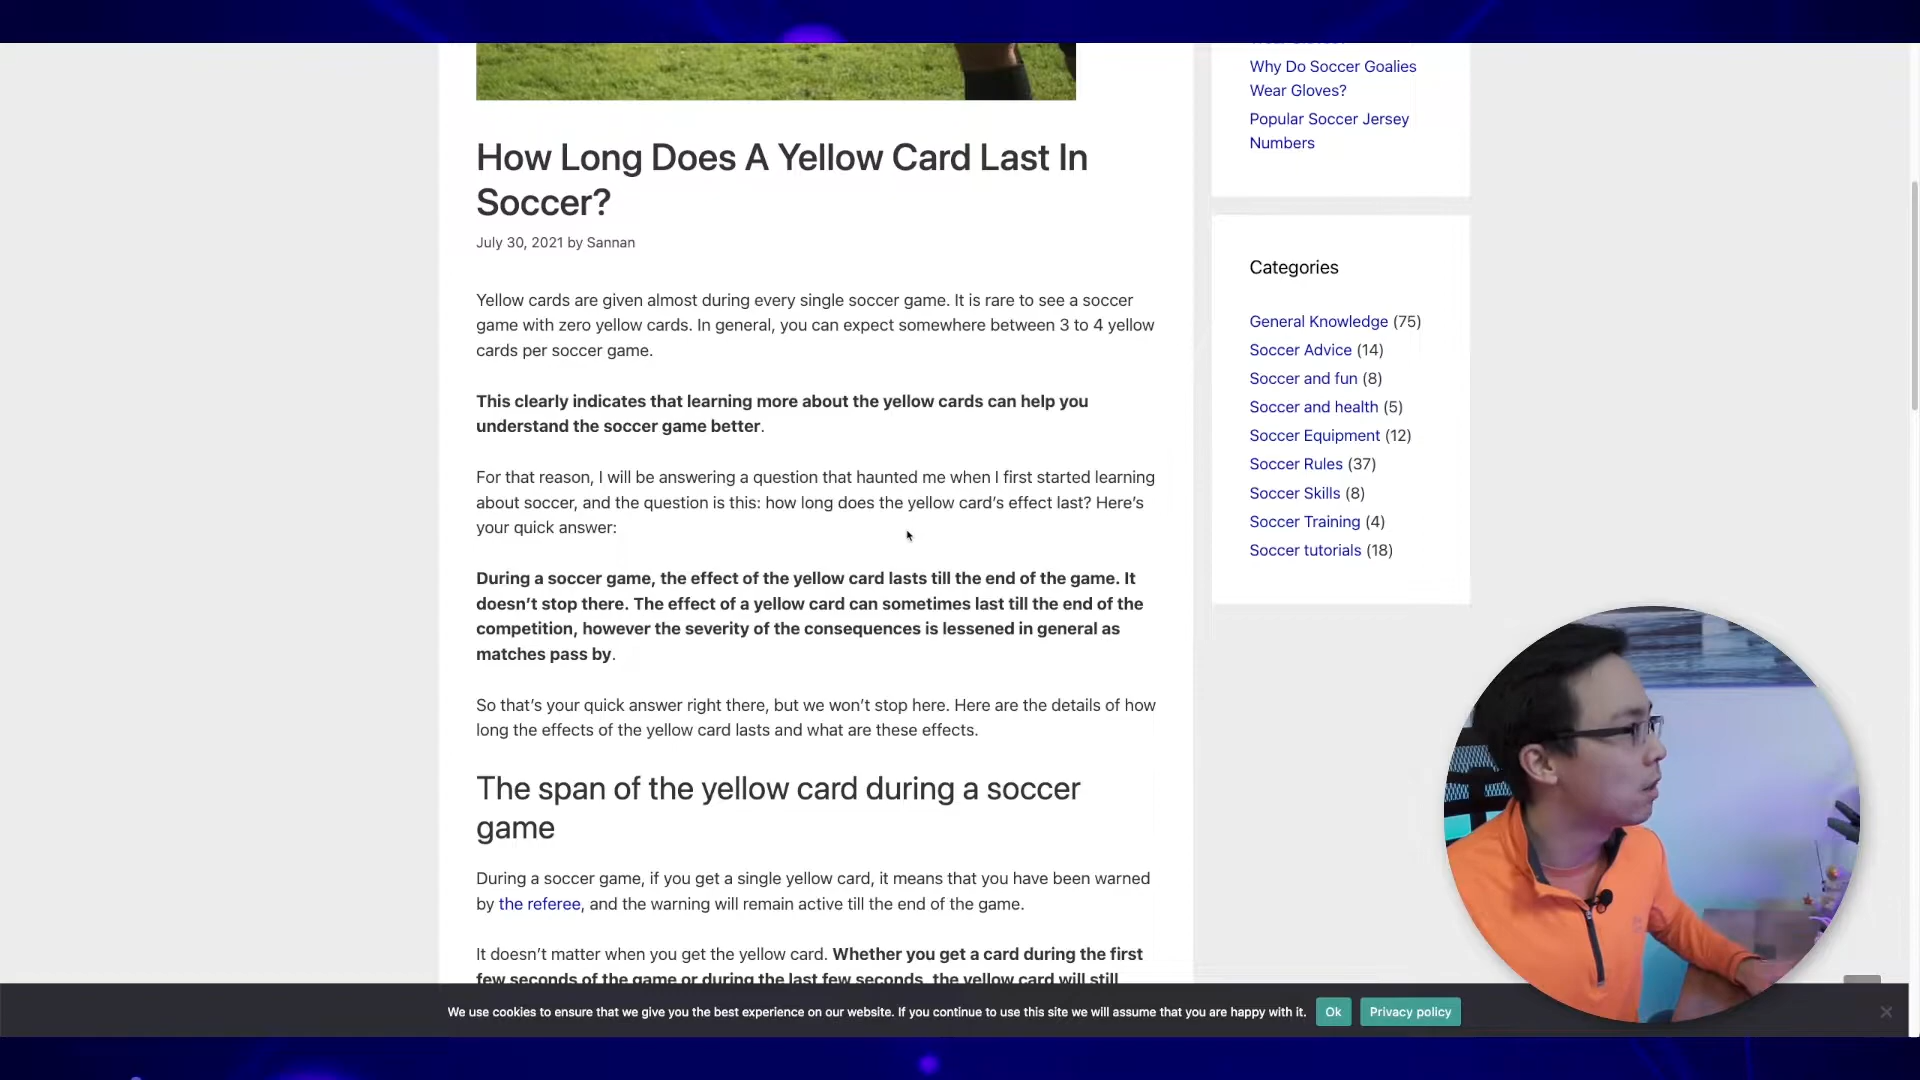 Why Do Soccer Goalies
Wear Gloves?
Popular Soccer Jersey
Numbers
How Long Does A Yellow Card Last In
Soccer?
July 30, 2021 by Sannan
Yellow cards are given almost during every single soccer game. It is rare to see a soccer
game with zero yellow cards. In general, you can expect somewhere between 3 to 4 yellow
cards per soccer game.
This clearly indicates that learning more about the yellow cards can help you
understand the soccer game better.
For that reason, I will be answering a question that haunted me when I first started learning
about soccer, and the question is this: how long does the yellow card’s effect last? Here’s
your quick answer:
During a soccer game, the effect of the yellow card lasts till the end of the game. It
doesn’t stop there. The effect of a yellow card can sometimes last till the end of the
competition, however the severity of the consequences is lessened in general as
matches pass by.
So that’s your quick answer right there, but we won’t stop here. Here are the details of how
long the effects of the yellow card lasts and what are these effects.
The span of the yellow card during a soccer
game
During a soccer game, if you get a single yellow card, it means that you have been warned
by the referee, and the warning will remain active till the end of the game.
It doesn’t matter when you get the yellow card. Whether you get a card during the first
few seconds of the game or during the last few seconds, the yellow card will still
Categories
General Knowledge (75)
Soccer Advice (14)
Soccer and fun (8)
Soccer and health (5)
Soccer Equipment (12)
Soccer Rules (37)
Soccer Skills (8)
Soccer Training (4)
Soccer tutorials (18)
We use cookies to ensure that we give you the best experience on our website. If you continue to use this site we will assume that you are happy with it.
Ok
Privacy policy